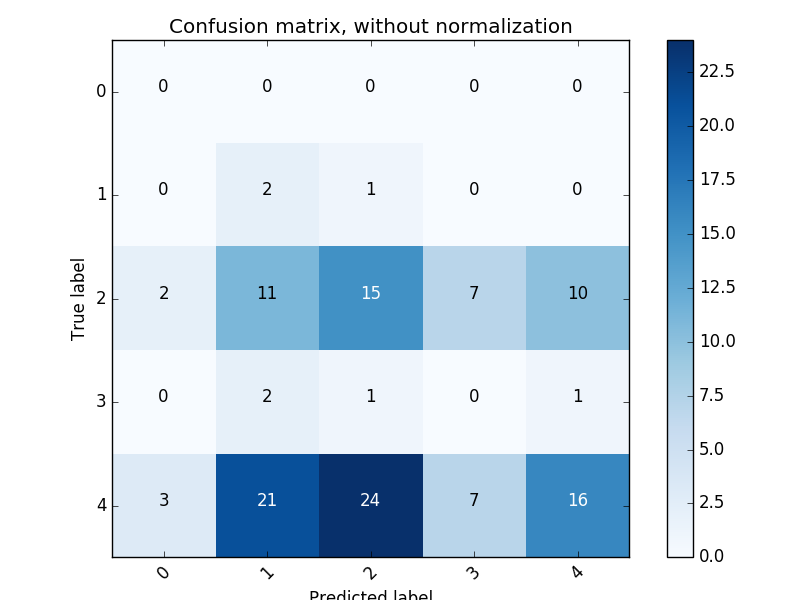 Confusion matrix, without normalization
0 0 0 0 0 0
1 0 2 1 0 0
2 2 11 15 7 10
3 0 2 1 0 1
4 3 21 24 7 16
0 1 2 3 4
True label
Predicted label
22.5
20.0
17.5
15.0
12.5
10.0
7.5
5.0
2.5
0.0